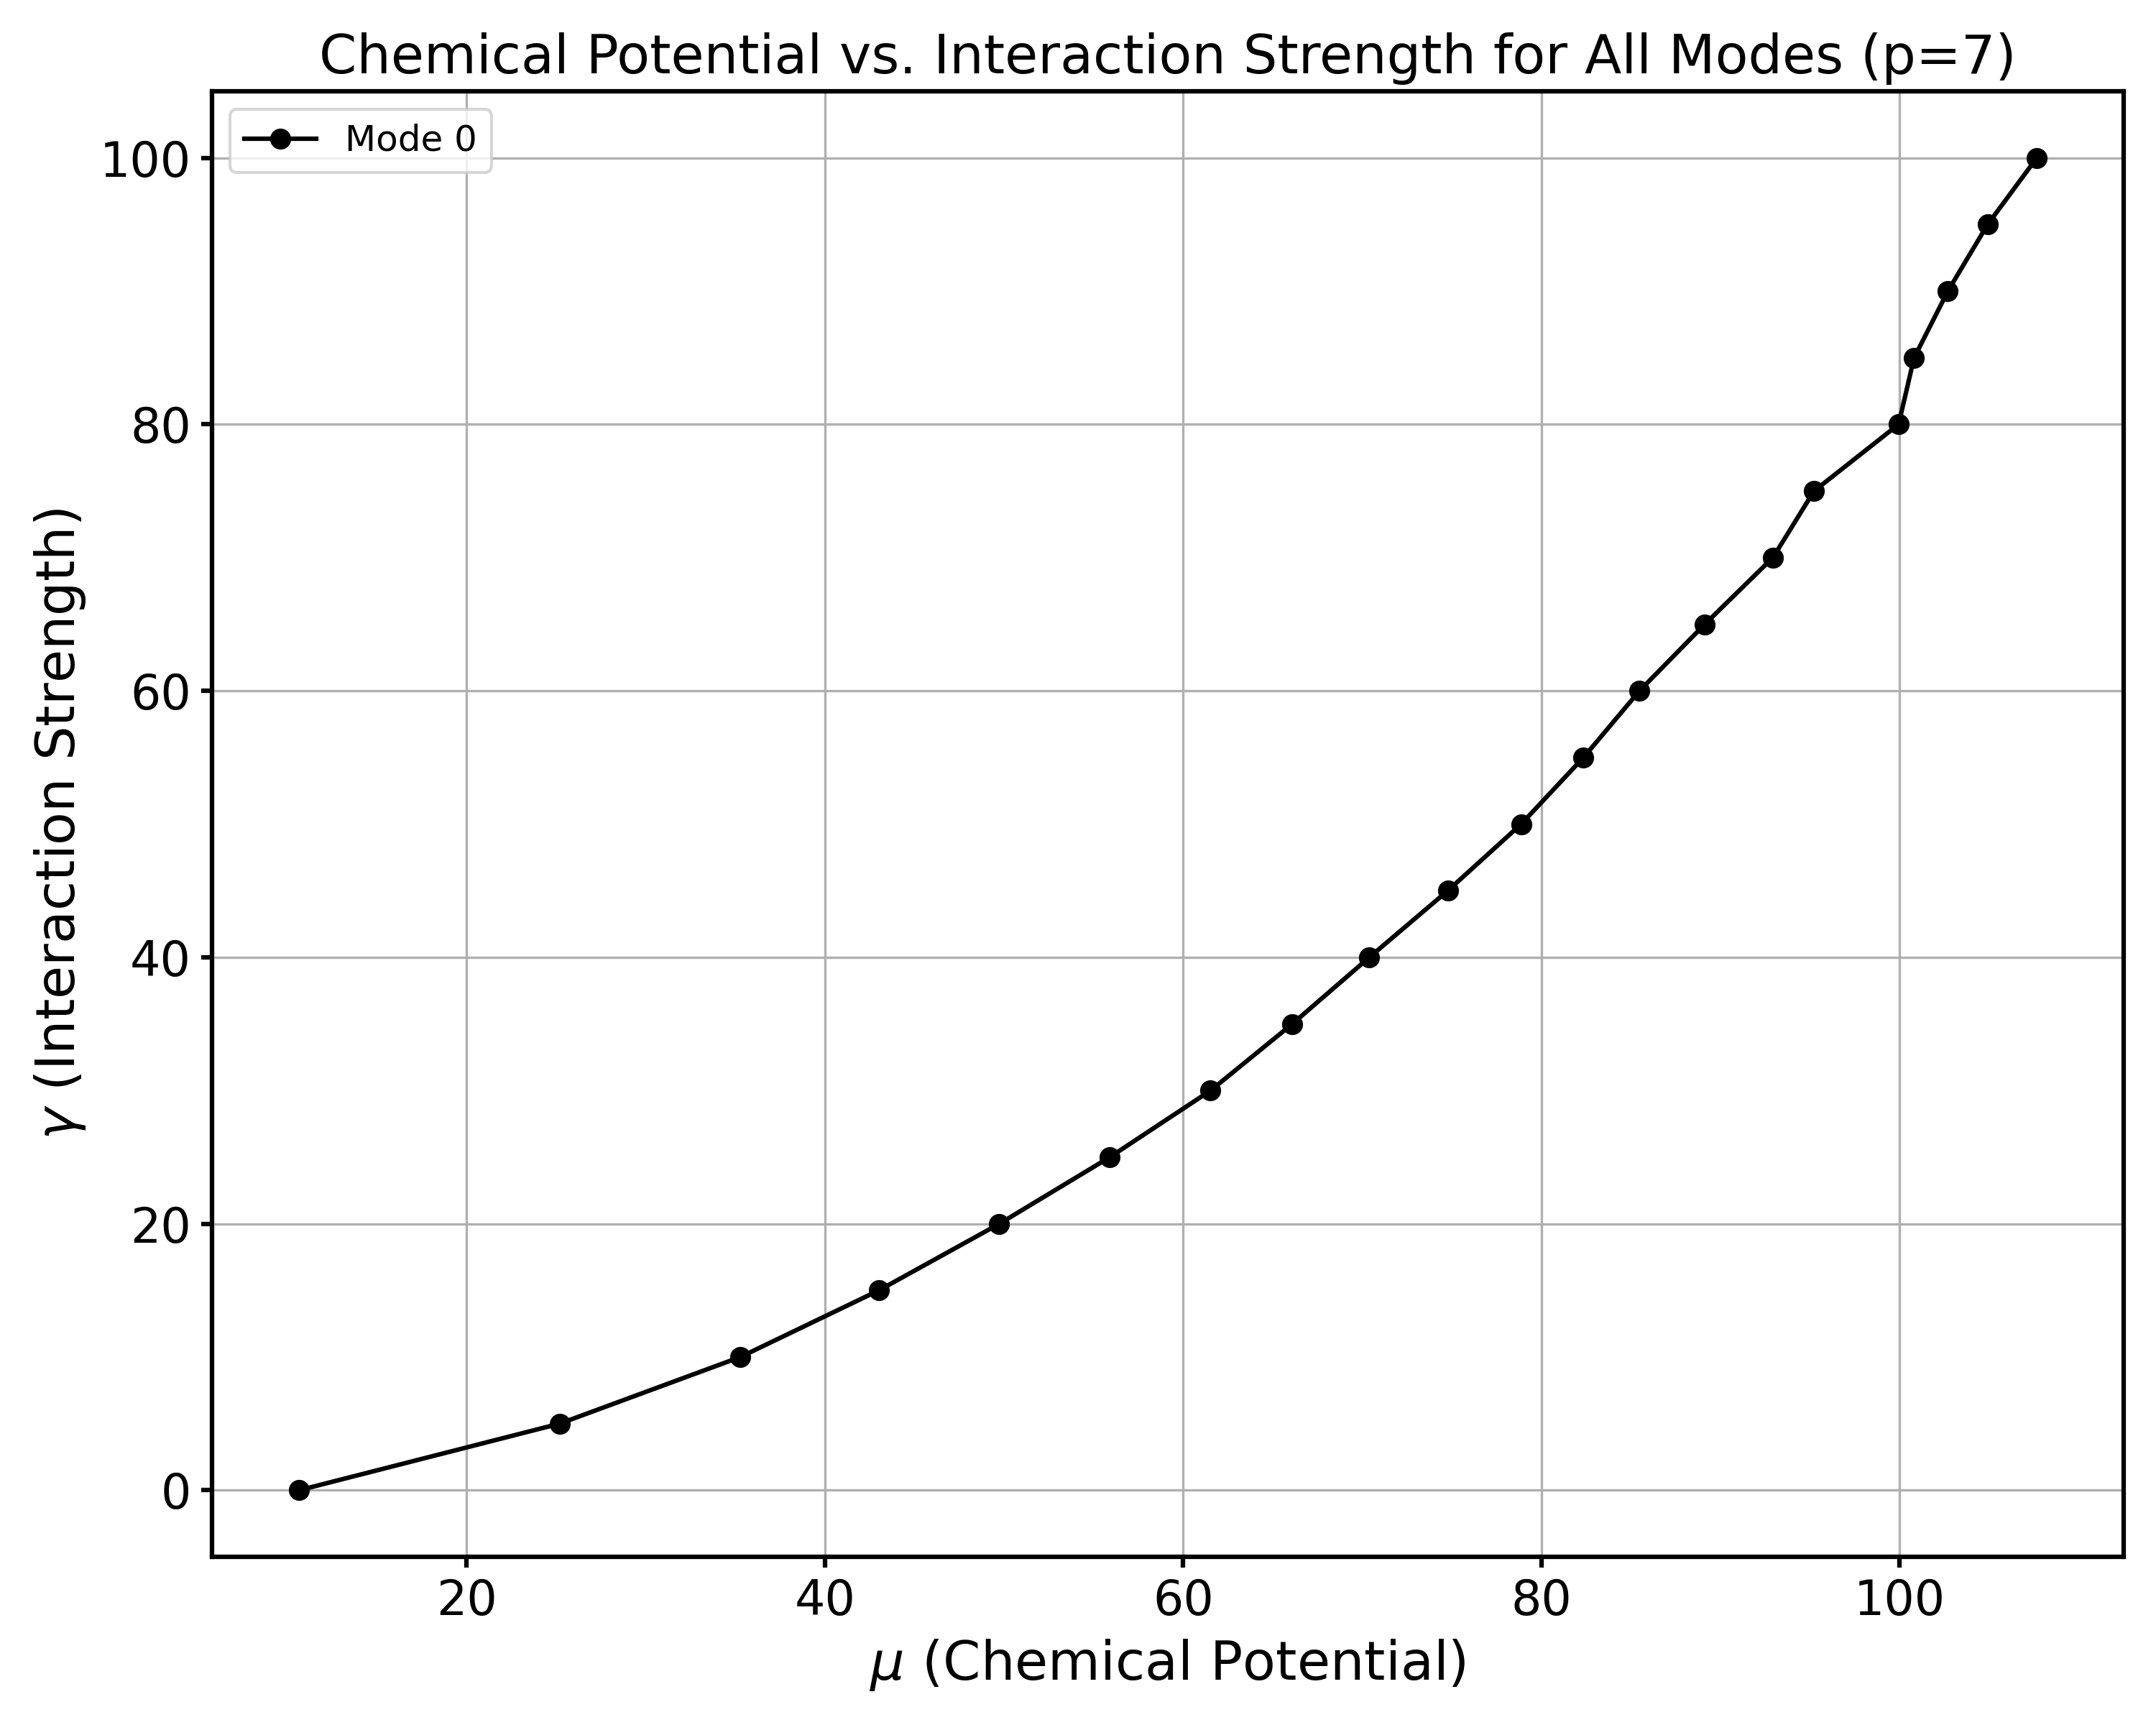 Chemical Potential vs. Interaction Strength for All Modes (p=7)
Mode 0
γ (Interaction Strength)
100
80
60
40
20
0
20 40 60 80 100
μ (Chemical Potential)